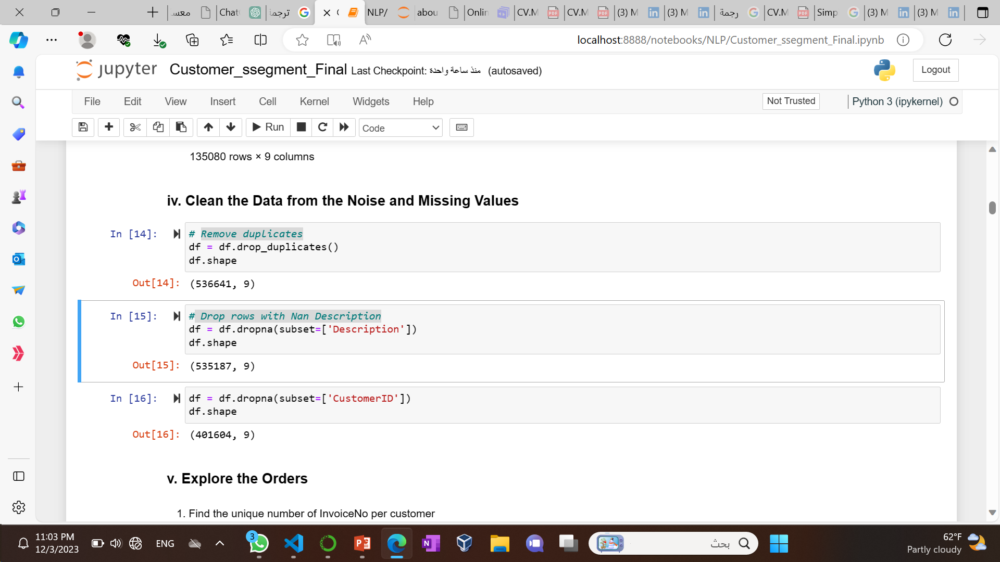 معس
Chat
ترجمة
NLP/
abou
Onlin
CV.M
CV.M
(3) M
(3) M
رجمة
CV.M
Simp
(3) M
(3) M
localhost:8888/notebooks/NLP/Customer_ssegment_Final.ipynb
jupyter Customer_ssegment_Final Last Checkpoint: منذ ساعة واحدة (autosaved)
Logout
File Edit View Insert Cell Kernel Widgets Help
Not Trusted
Python 3 (ipykernel)
Run
Code
135080 rows × 9 columns
iv. Clean the Data from the Noise and Missing Values
In [14]:
# Remove duplicates
df = df.drop_duplicates()
df.shape
Out[14]: (536641, 9)
In [15]:
# Drop rows with Nan Description
df = df.dropna(subset=['Description'])
df.shape
Out[15]: (535187, 9)
In [16]:
df = df.dropna(subset=['CustomerID'])
df.shape
Out[16]: (401604, 9)
v. Explore the Orders
1. Find the unique number of InvoiceNo per customer
11:03 PM
12/3/2023
ENG
3
بحث
62°F
Partly cloudy